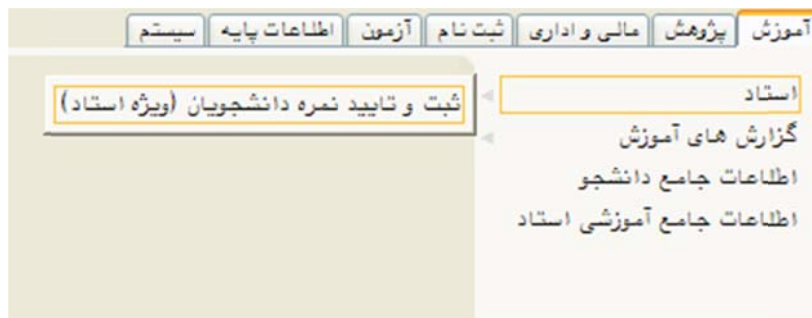 آموزش پژوهش مالی و اداری ثبت نام آزمون اطلاعات پایه سیستم
استاد
ثبت و تایید نمره دانشجویان (ویژه استاد)
گزارش های آموزش
اطلاعات جامع دانشجو
اطلاعات جامع آموزشی استاد